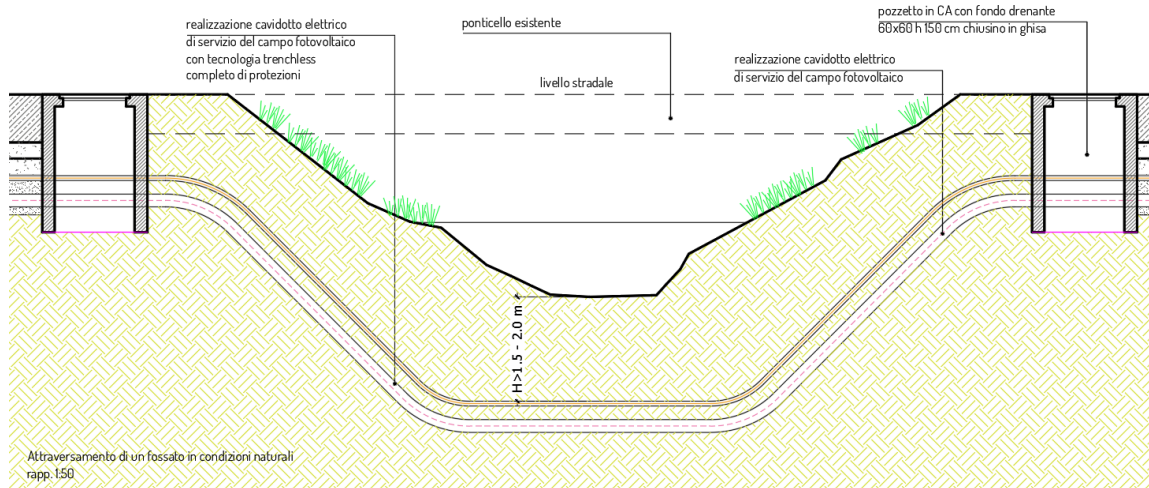 realizzazione cavidotto elettrico
di servizio del campo fotovoltaico
con tecnologia trenchless
completo di protezioni
ponticello esistente
livello stradale
realizzazione cavidotto elettrico
di servizio del campo fotovoltaico
pozzetto in CA con fondo drenante
60x60 h 150 cm chiusino in ghisa
H>1.5 - 2.0 m
Attraversamento di un fossato in condizioni naturali
rapp. 1:50